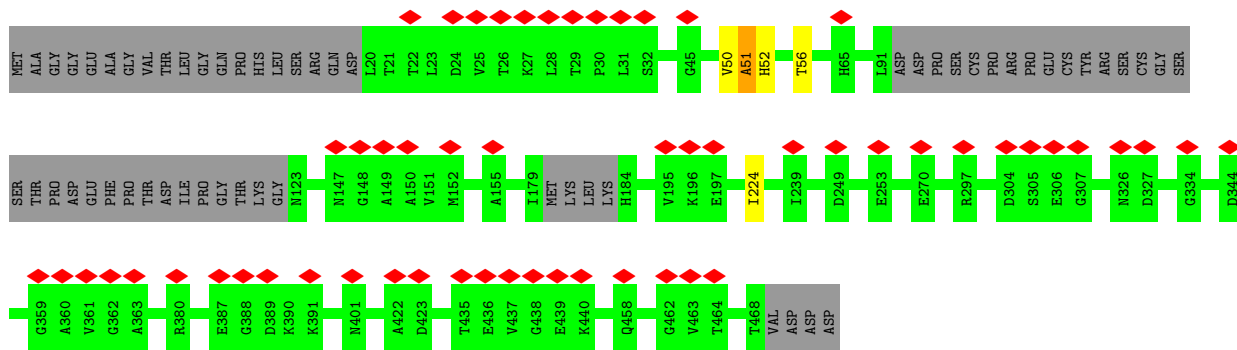 MET ALA GLY GLY GLU ALA GLY VAL THR LEU GLY GLN PRO HIS LEU SER ARG GLN ASP L20 T21 T22 L23 D24 V25 T26 K27 L28 T29 P30 L31 S32 G45 V50 A51 H52 T56 H65 L91 ASP ASP PRO SER CYS PRO ARG PRO GLU CYS TYR ARG SER CYS GLY SER
SER THR PRO ASP GLU PHE PRO THR ASP ILE PRO GLY THR LYS GLY N123 N147 G148 A149 A150 V151 M152 A155 I179 MET LYS LEU LYS H184 V195 K196 E197 I224 I239 D249 E253 E270 R297 D304 S305 E306 G307 N326 D327 G334 D344
G359 A360 V361 G362 A363 R380 E387 G388 D389 K390 K391 N401 A422 D423 T435 E436 V437 G438 E439 K440 Q458 G462 V463 T464 T468 VAL ASP ASP ASP